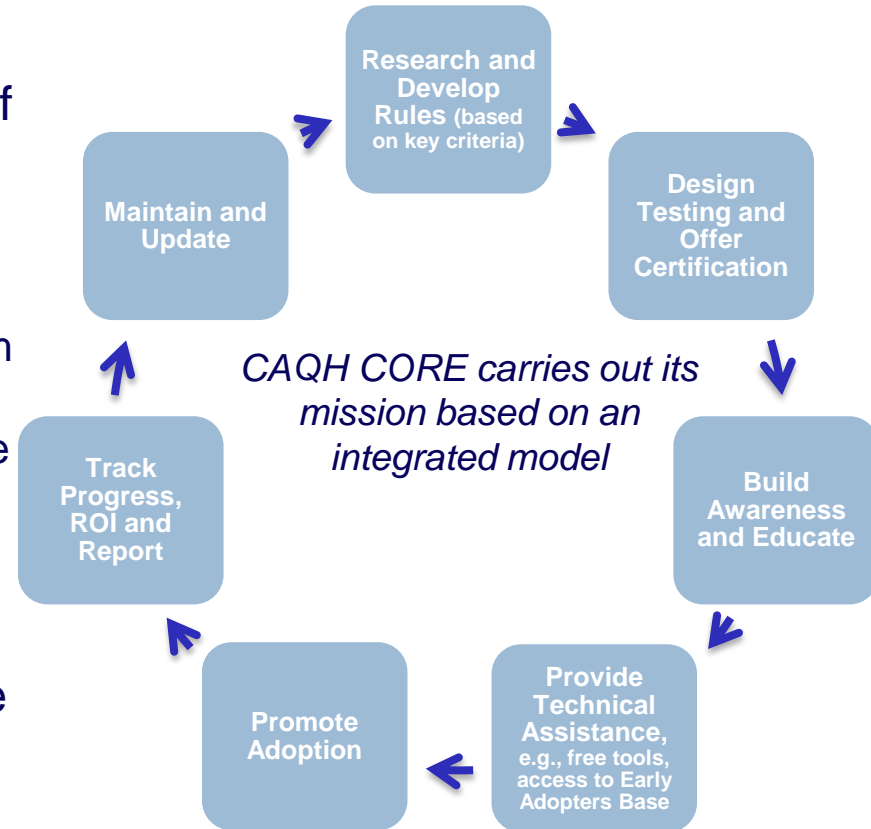 Research and
Develop
Rules (based
on key criteria)
Design
Testing and
Offer
Certification
Build
Awareness
and Educate
Provide
Technical
Assistance,
e.g., free tools,
access to Early
Adopters Base
Promote
Adoption
Track
Progress,
ROI and
Report
Maintain and
Update
CAQH CORE carries out its
mission based on an
integrated model